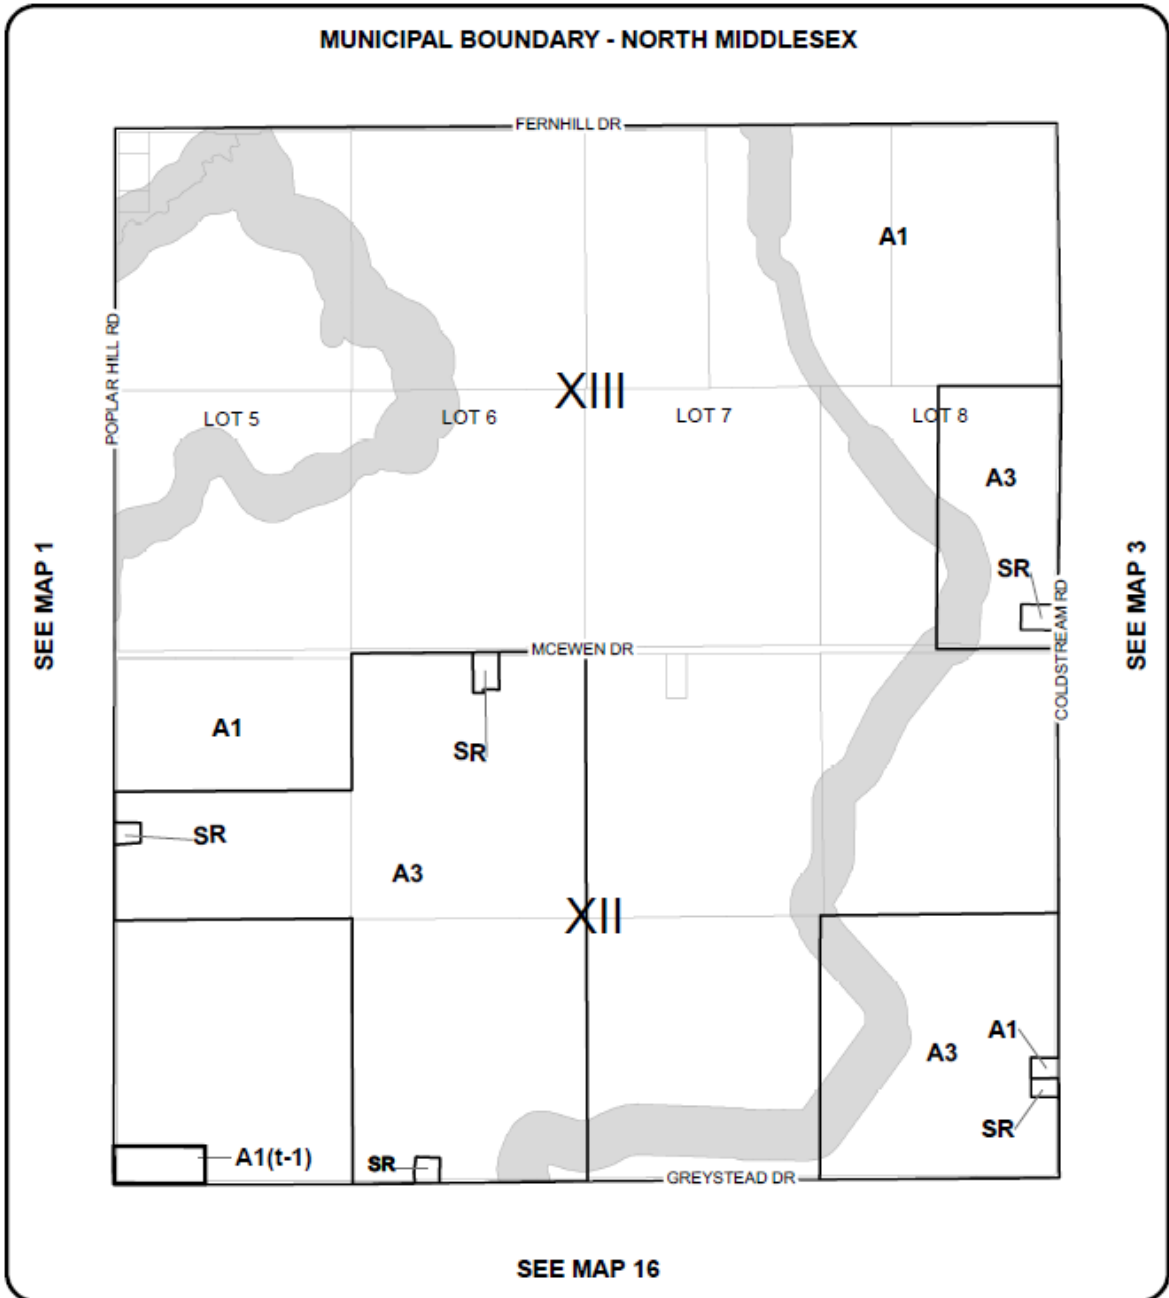 MUNICIPAL BOUNDARY - NORTH MIDDLESEX
FERNHILL DR
A1
POPLAR HILL RD
XIII
LOT 5
LOT 6
LOT 7
LOT 8
A3
SR
SEE MAP 1
SEE MAP 3
COLDSTREAM RD
MCEWEN DR
A1
SR
SR
A3
XII
A1
A3
SR
A1(t-1)
SR
GREYSTEAD DR
SEE MAP 16